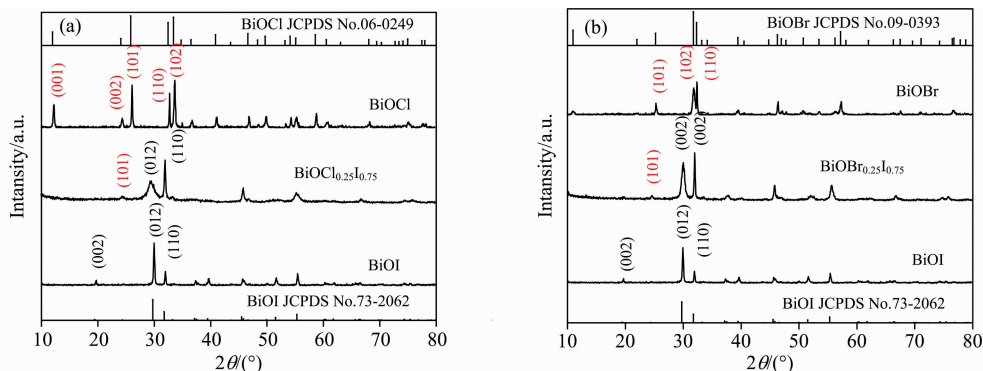 (a)
BiOCl JCPDS No.06-0249
(001)
(002)
(101)
(110)
(102)
BiOCl
(101)
(012)
(110)
BiOCl0.25I0.75
(002)
(012)
(110)
BiOI
BiOI JCPDS No.73-2062
10 20 30 40 50 60 70 80
2θ/(°)
Intansity/a.u.
(b)
BiOBr JCPDS No.09-0393
(101)
(102)
(110)
BiOBr
(101)
(002)
(002)
BiOBr0.25I0.75
(002)
(012)
(110)
BiOI
BiOI JCPDS No.73-2062
10 20 30 40 50 60 70 80
2θ/(°)
Intansity/a.u.